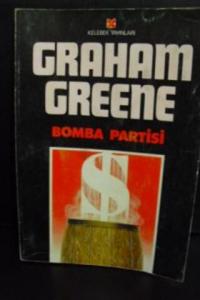 KELEBEK YAYINLARI
GRAHAM
GREENE
BOMBA PARTİSİ
$